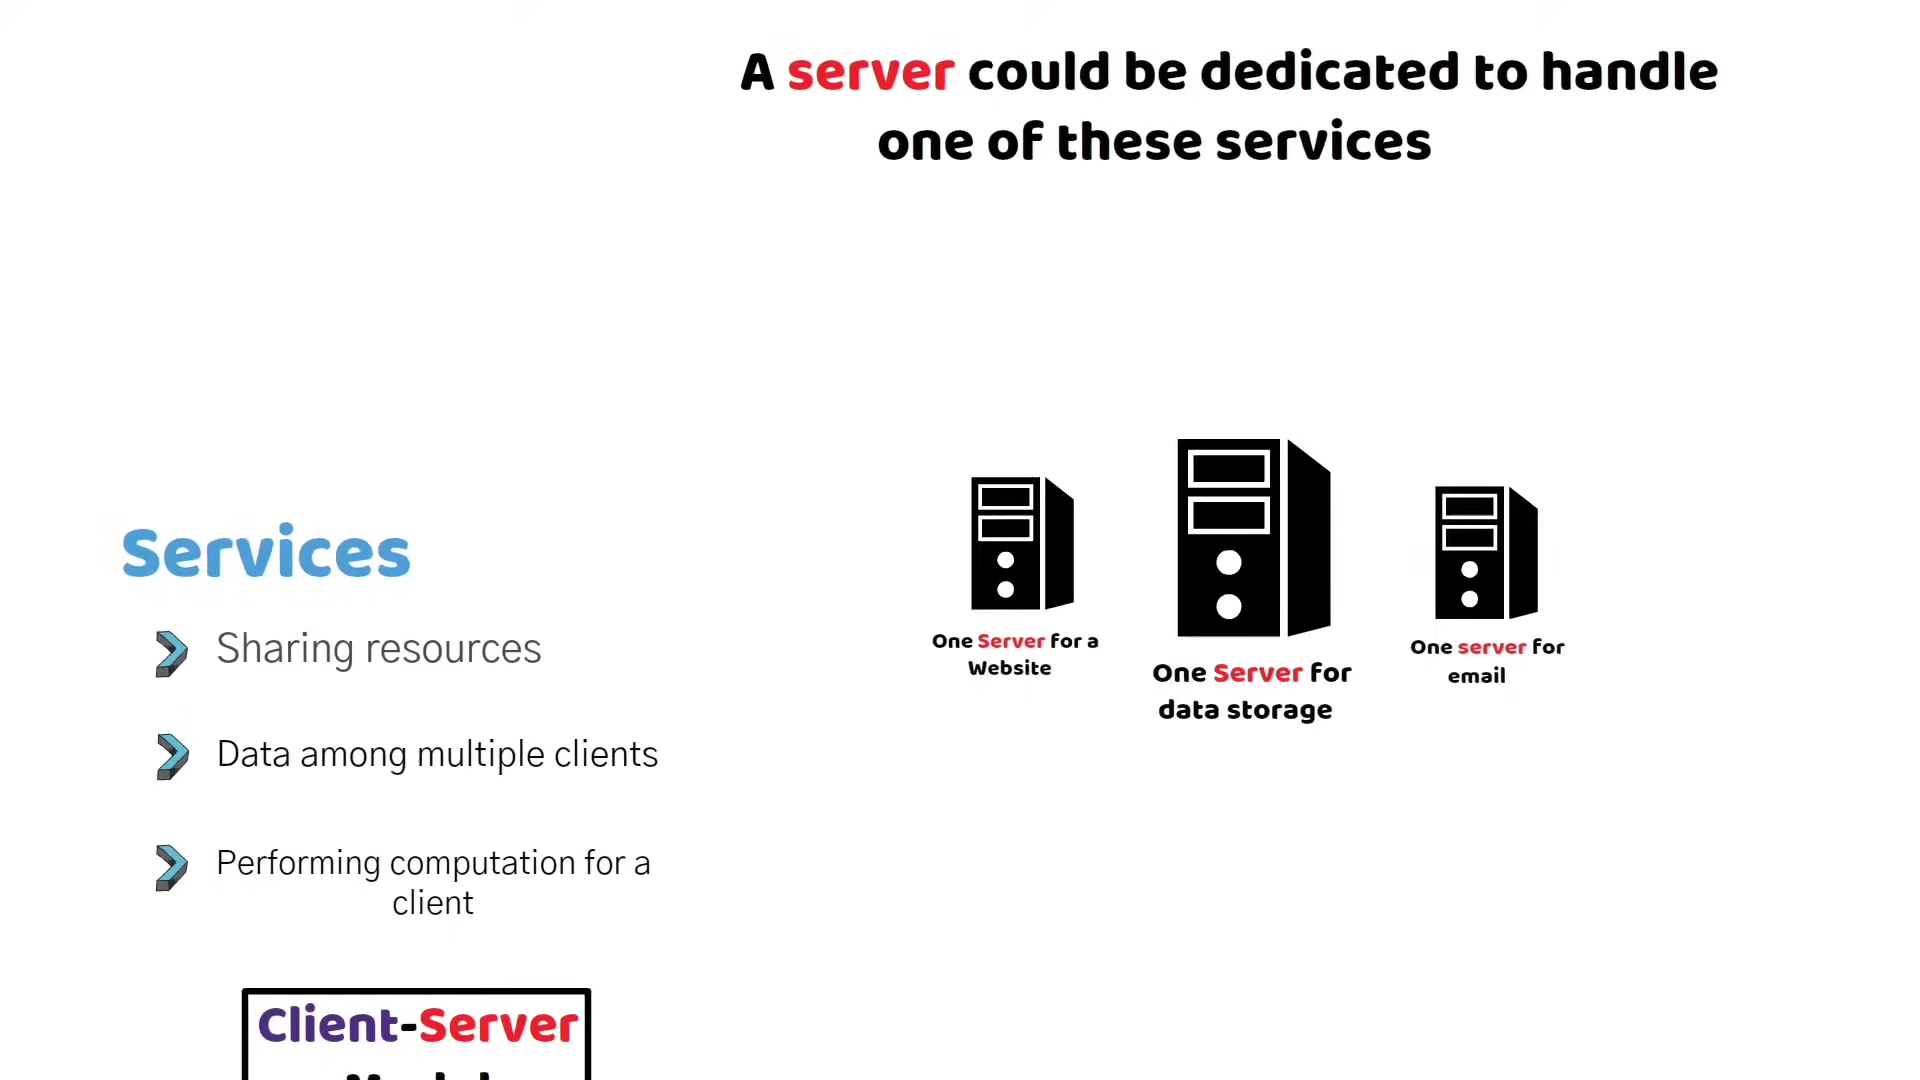 A server could be dedicated to handle
one of these services
Services
Sharing resources
Data among multiple clients
Performing computation for a
client
One Server for a
Website
One Server for
data storage
One server for
email
Client-Server